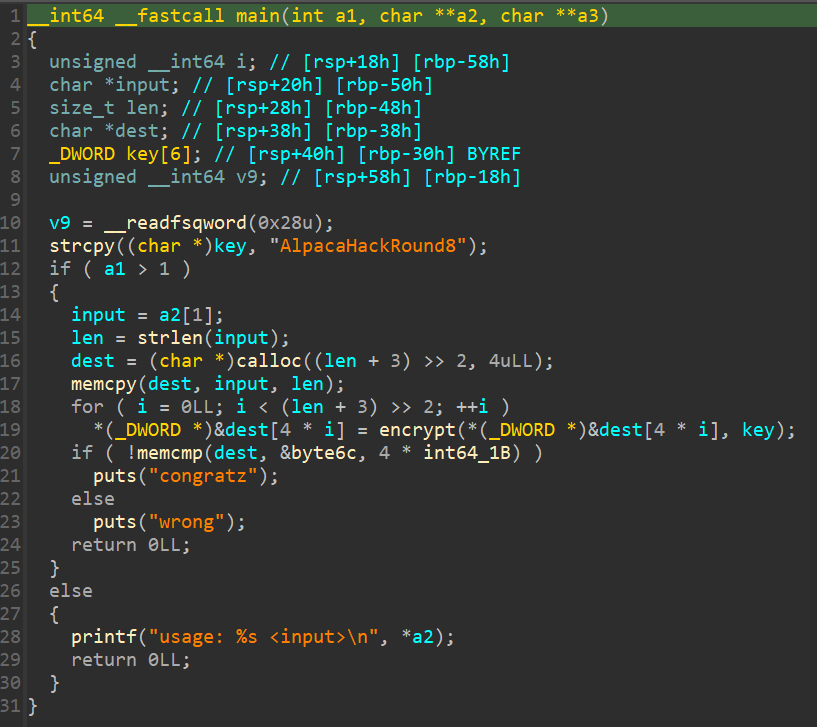 1 __int64 __fastcall main(int a1, char **a2, char **a3)
2 {
3   unsigned __int64 i; // [rsp+18h] [rbp-58h]
4   char *input; // [rsp+20h] [rbp-50h]
5   size_t len; // [rsp+28h] [rbp-48h]
6   char *dest; // [rsp+38h] [rbp-38h]
7   _DWORD key[6]; // [rsp+40h] [rbp-30h] BYREF
8   unsigned __int64 v9; // [rsp+58h] [rbp-18h]
9
10   v9 = __readfsqword(0x28u);
11   strcpy((char *)key, "AlpacaHackRound8");
12   if ( a1 > 1 )
13   {
14     input = a2[1];
15     len = strlen(input);
16     dest = (char *)calloc((len + 3) >> 2, 4uLL);
17     memcpy(dest, input, len);
18     for ( i = 0LL; i < (len + 3) >> 2; ++i )
19       *(_DWORD *)&dest[4 * i] = encrypt(*(_DWORD *)&dest[4 * i], key);
20     if ( !memcmp(dest, &byte6c, 4 * int64_1B) )
21       puts("congratz");
22     else
23       puts("wrong");
24     return 0LL;
25   }
26   else
27   {
28     printf("usage: %s <input>\n", *a2);
29     return 0LL;
30   }
31 }